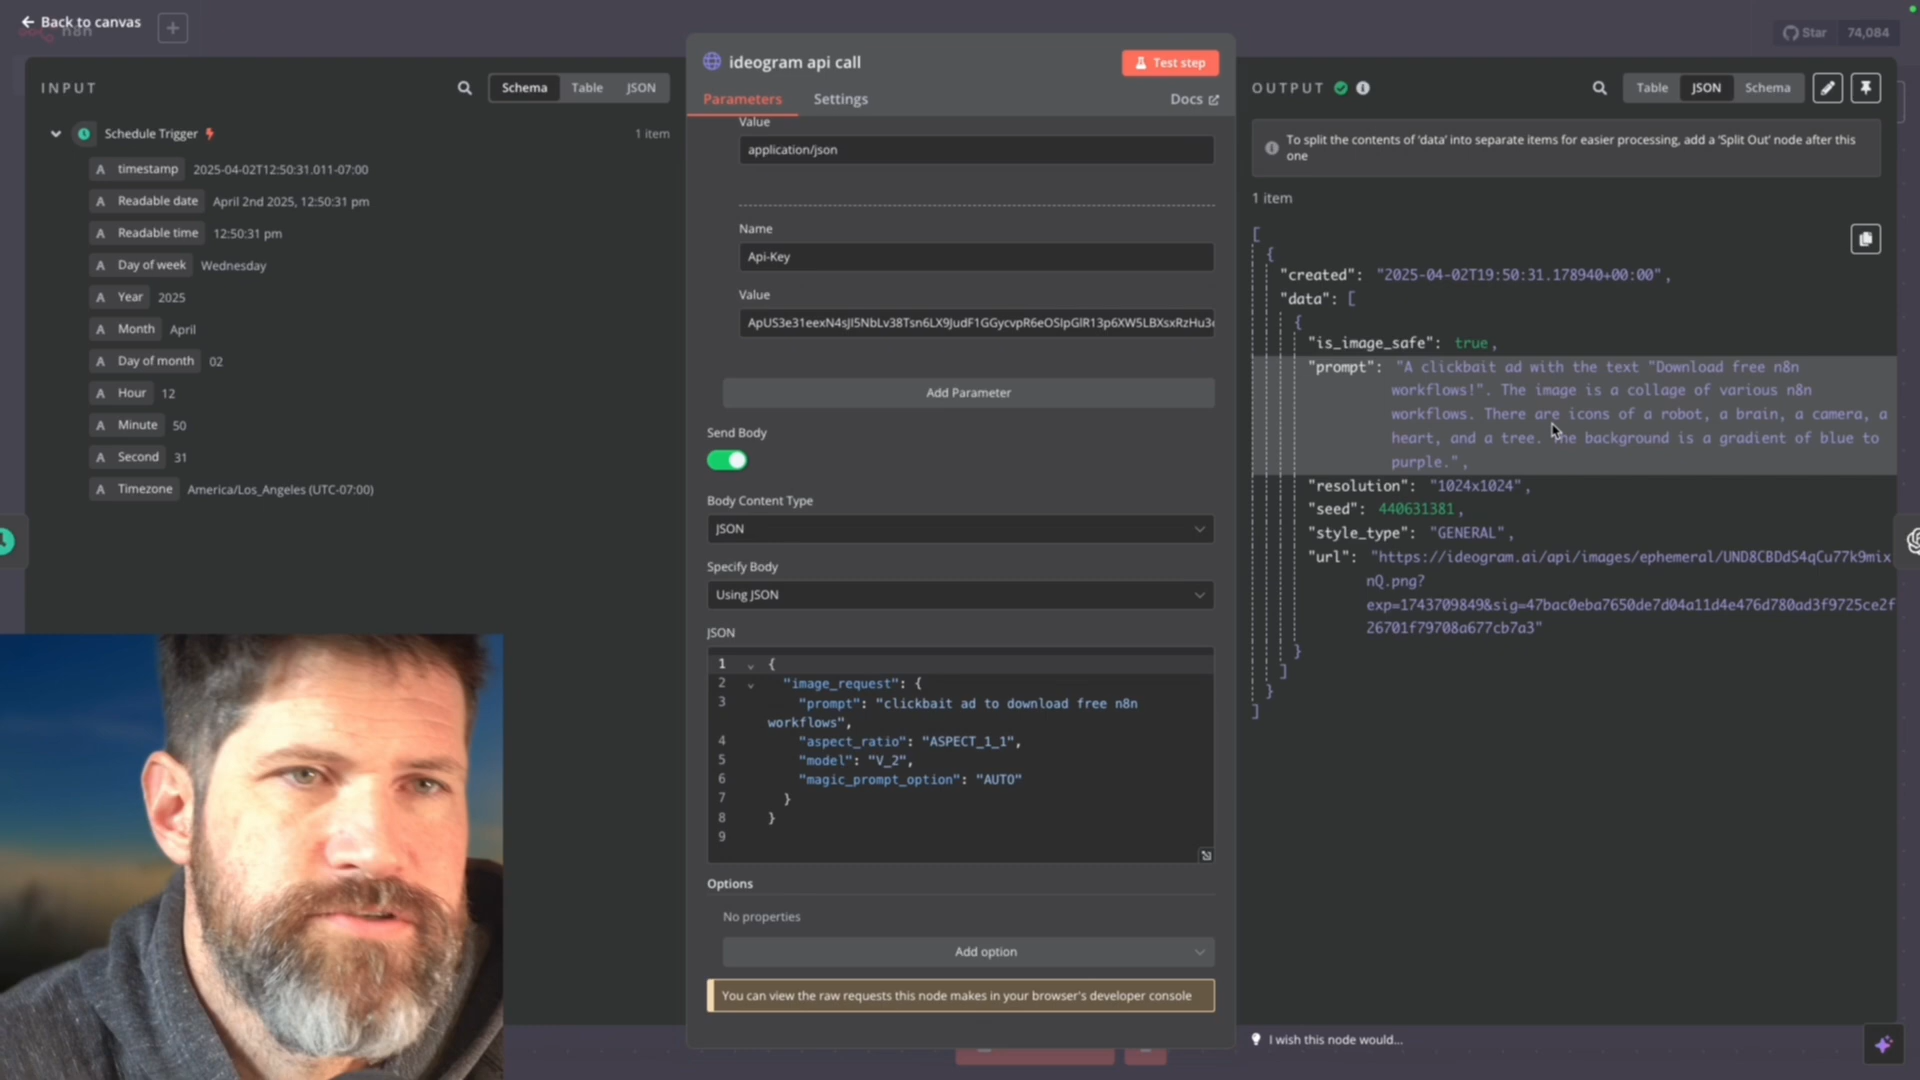 Back to canvas
n8n
Star 74,084
INPUT
Schema Table JSON
Schedule Trigger 1 item
A timestamp 2025-04-02T12:50:31.011-07:00
A Readable date April 2nd 2025, 12:50:31 pm
A Readable time 12:50:31 pm
A Day of week Wednesday
A Year 2025
A Month April
A Day of month 02
A Hour 12
A Minute 50
A Second 31
A Timezone America/Los_Angeles (UTC-07:00)
ideogram api call
Test step
Parameters Settings Docs
Value
application/json
Name
Api-Key
Value
Add Parameter
Send Body
Body Content Type
JSON
Specify Body
Using JSON
JSON
1 {
2 "image_request": {
3 "prompt": "clickbait ad to download free n8n
workflows",
4 "aspect_ratio": "ASPECT_1_1",
5 "model": "V_2",
6 "magic_prompt_option": "AUTO"
7 }
8 }
9
Options
No properties
Add option
You can view the raw requests this node makes in your browser's developer console
OUTPUT
Table JSON Schema
To split the contents of 'data' into separate items for easier processing, add a 'Split Out' node after this
one
1 item
[
{
"created": "2025-04-02T19:50:31.178940+00:00",
"data": [
{
"is_image_safe": true,
"prompt": "A clickbait ad with the text "Download free n8n
workflows!". The image is a collage of various n8n
workflows. There are icons of a robot, a brain, a camera, a
heart, and a tree. The background is a gradient of blue to
purple.",
"resolution": "1024x1024",
"seed": 440631381,
"style_type": "GENERAL",
"url": "https://ideogram.ai/api/images/ephemeral/UND8CBDdS4qCu77k9mix
nQ.png?
exp=1743709849&sig=47bac0eba7650de7d04a11d4e476d780ad3f9725ce2f
26701f79708a677cb7a3"
}
]
}
]
I wish this node would...